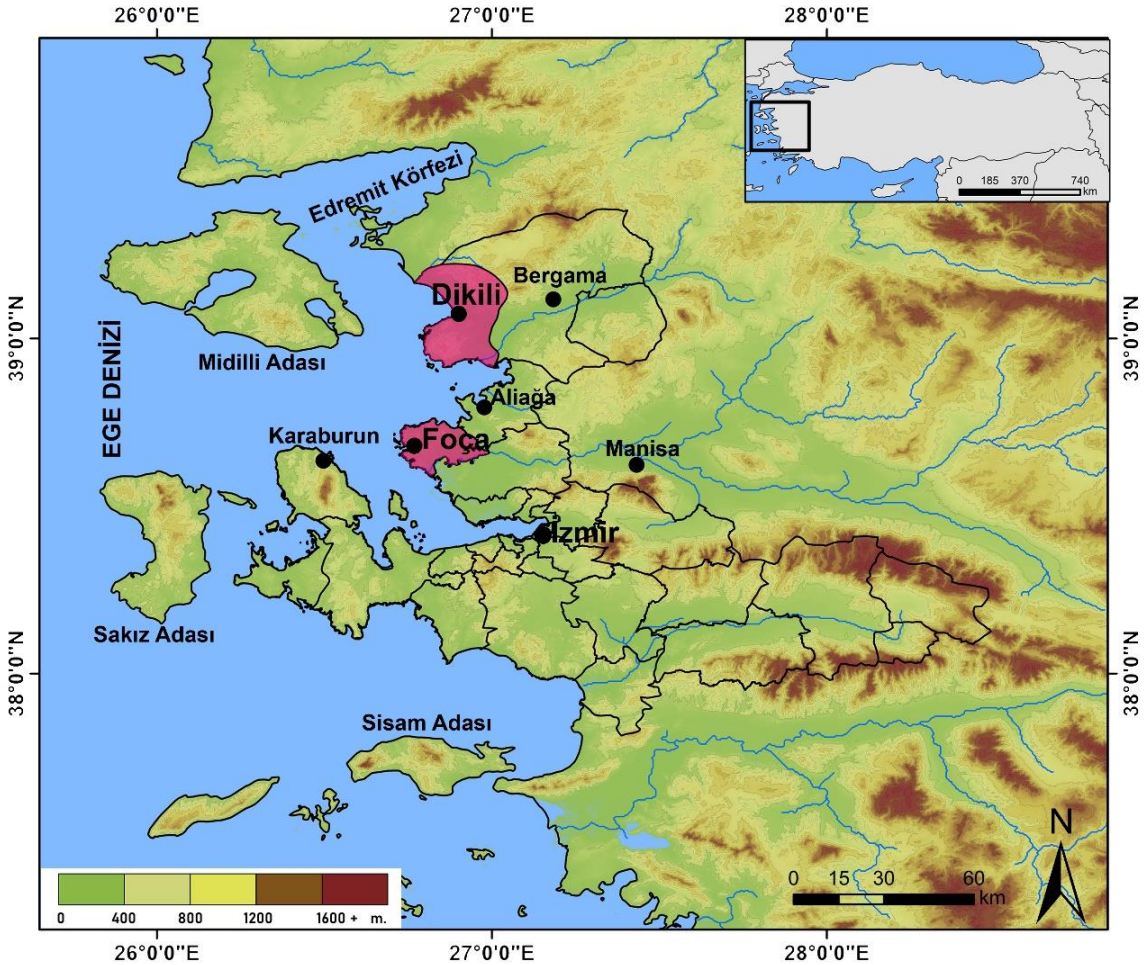 26°0'0"E
27°0'0"E
28°0'0"E
0 185 370 740
km
Edremit Körfezi
Bergama
Dikili
39°0'0"N
39°0'0"N
EGE DENİZİ
Midilli Adası
Aliağa
Karaburun
Foça
Manisa
İzmir
Sakız Adası
38°0'0"N
38°0'0"N
Sisam Adası
N
0 15 30 60
km
0 400 800 1200 1600 + m.
26°0'0"E
27°0'0"E
28°0'0"E